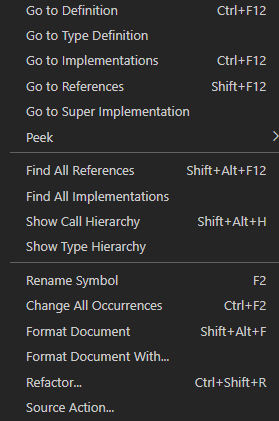 Go to Definition Ctrl+F12
Go to Type Definition
Go to Implementations Ctrl+F12
Go to References Shift+F12
Go to Super Implementation
Peek
Find All References Shift+Alt+F12
Find All Implementations
Show Call Hierarchy Shift+Alt+H
Show Type Hierarchy
Rename Symbol F2
Change All Occurrences Ctrl+F2
Format Document Shift+Alt+F
Format Document With...
Refactor... Ctrl+Shift+R
Source Action...